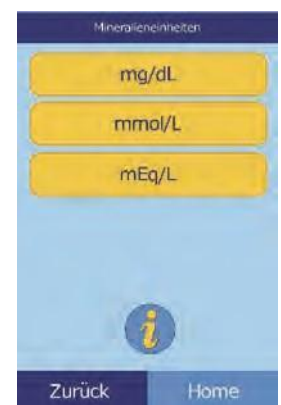 Mineralieneinheiten
mg/dL
mmol/L
mEq/L
i
Zurück Home